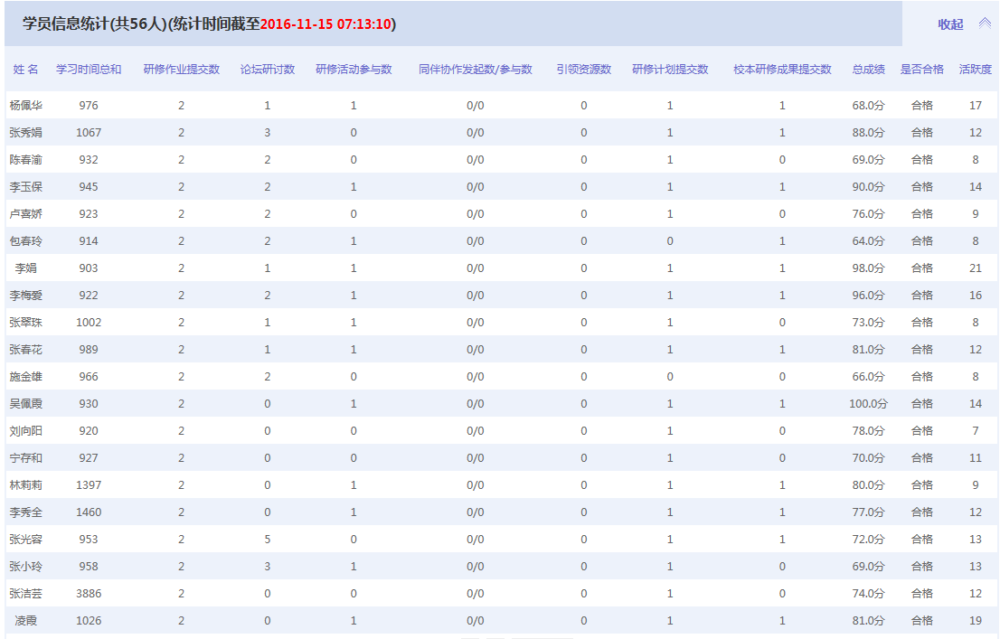 学员信息统计(共56人)(统计时间截至2016-11-15 07:13:10) 收起
姓 名 学习时间总和 研修作业提交数 论坛研讨数 研修活动参与数 同伴协作发起数/参与数 引领资源数 研修计划提交数 校本研修成果提交数 总成绩 是否合格 活跃度
杨佩华 976 2 1 1 0/0 0 1 1 68.0分 合格 17
张秀娟 1067 2 3 0 0/0 0 1 1 88.0分 合格 12
陈春渝 932 2 2 0 0/0 0 1 0 69.0分 合格 8
李玉保 945 2 2 1 0/0 0 1 1 90.0分 合格 14
卢喜娇 923 2 2 0 0/0 0 1 0 76.0分 合格 9
包春玲 914 2 2 1 0/0 0 0 1 64.0分 合格 8
李娟 903 2 1 1 0/0 0 1 1 98.0分 合格 21
李梅爱 922 2 2 1 0/0 0 1 1 96.0分 合格 16
张翠珠 1002 2 1 1 0/0 0 1 0 73.0分 合格 8
张春花 989 2 1 1 0/0 0 1 1 81.0分 合格 12
施金雄 966 2 2 0 0/0 0 0 0 66.0分 合格 8
吴佩霞 930 2 0 1 0/0 0 1 1 100.0分 合格 14
刘向阳 920 2 0 0 0/0 0 1 0 78.0分 合格 7
宁存和 927 2 0 0 0/0 0 1 0 70.0分 合格 11
林莉莉 1397 2 0 1 0/0 0 1 1 80.0分 合格 9
李秀全 1460 2 0 1 0/0 0 1 1 77.0分 合格 12
张光容 953 2 5 0 0/0 0 1 1 72.0分 合格 13
张小玲 958 2 3 1 0/0 0 1 0 69.0分 合格 13
张洁芸 3886 2 0 0 0/0 0 1 0 74.0分 合格 12
凌霞 1026 2 0 1 0/0 0 1 1 81.0分 合格 19